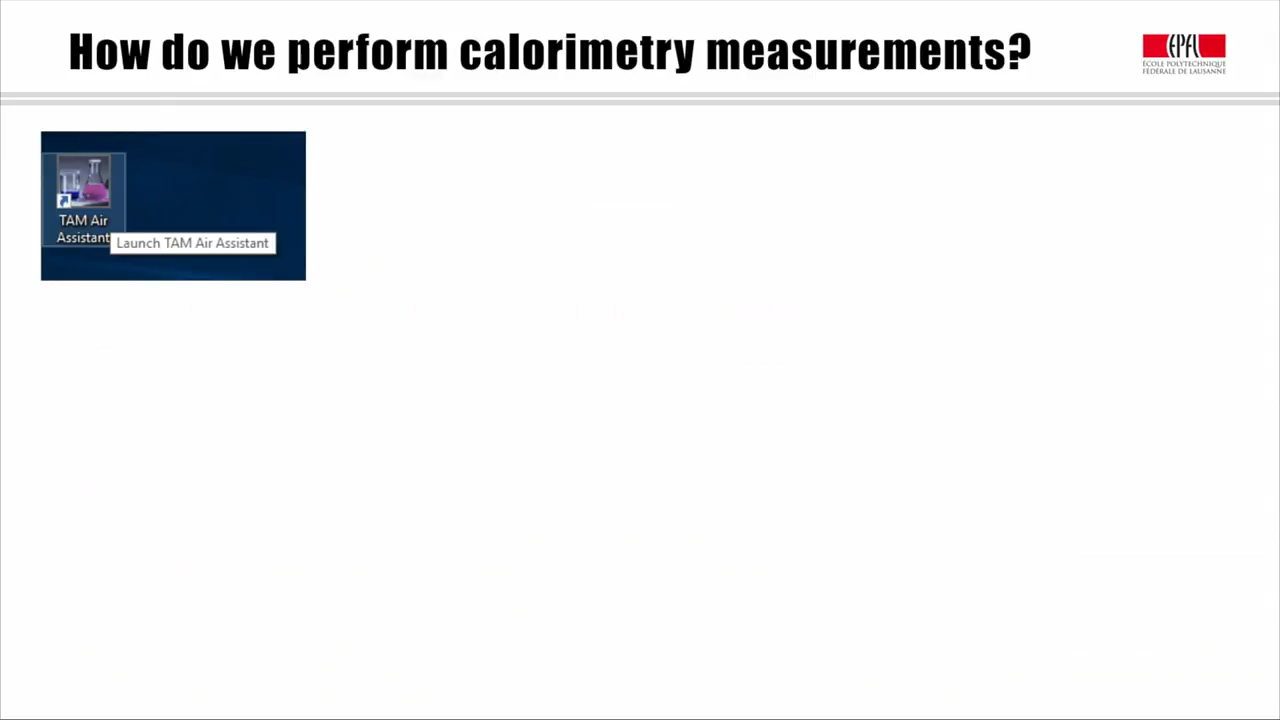 How do we perform calorimetry measurements?
EPFL
ÉCOLE POLYTECHNIQUE
FÉDÉRALE DE LAUSANNE
TAM Air
Assistant
Launch TAM Air Assistant